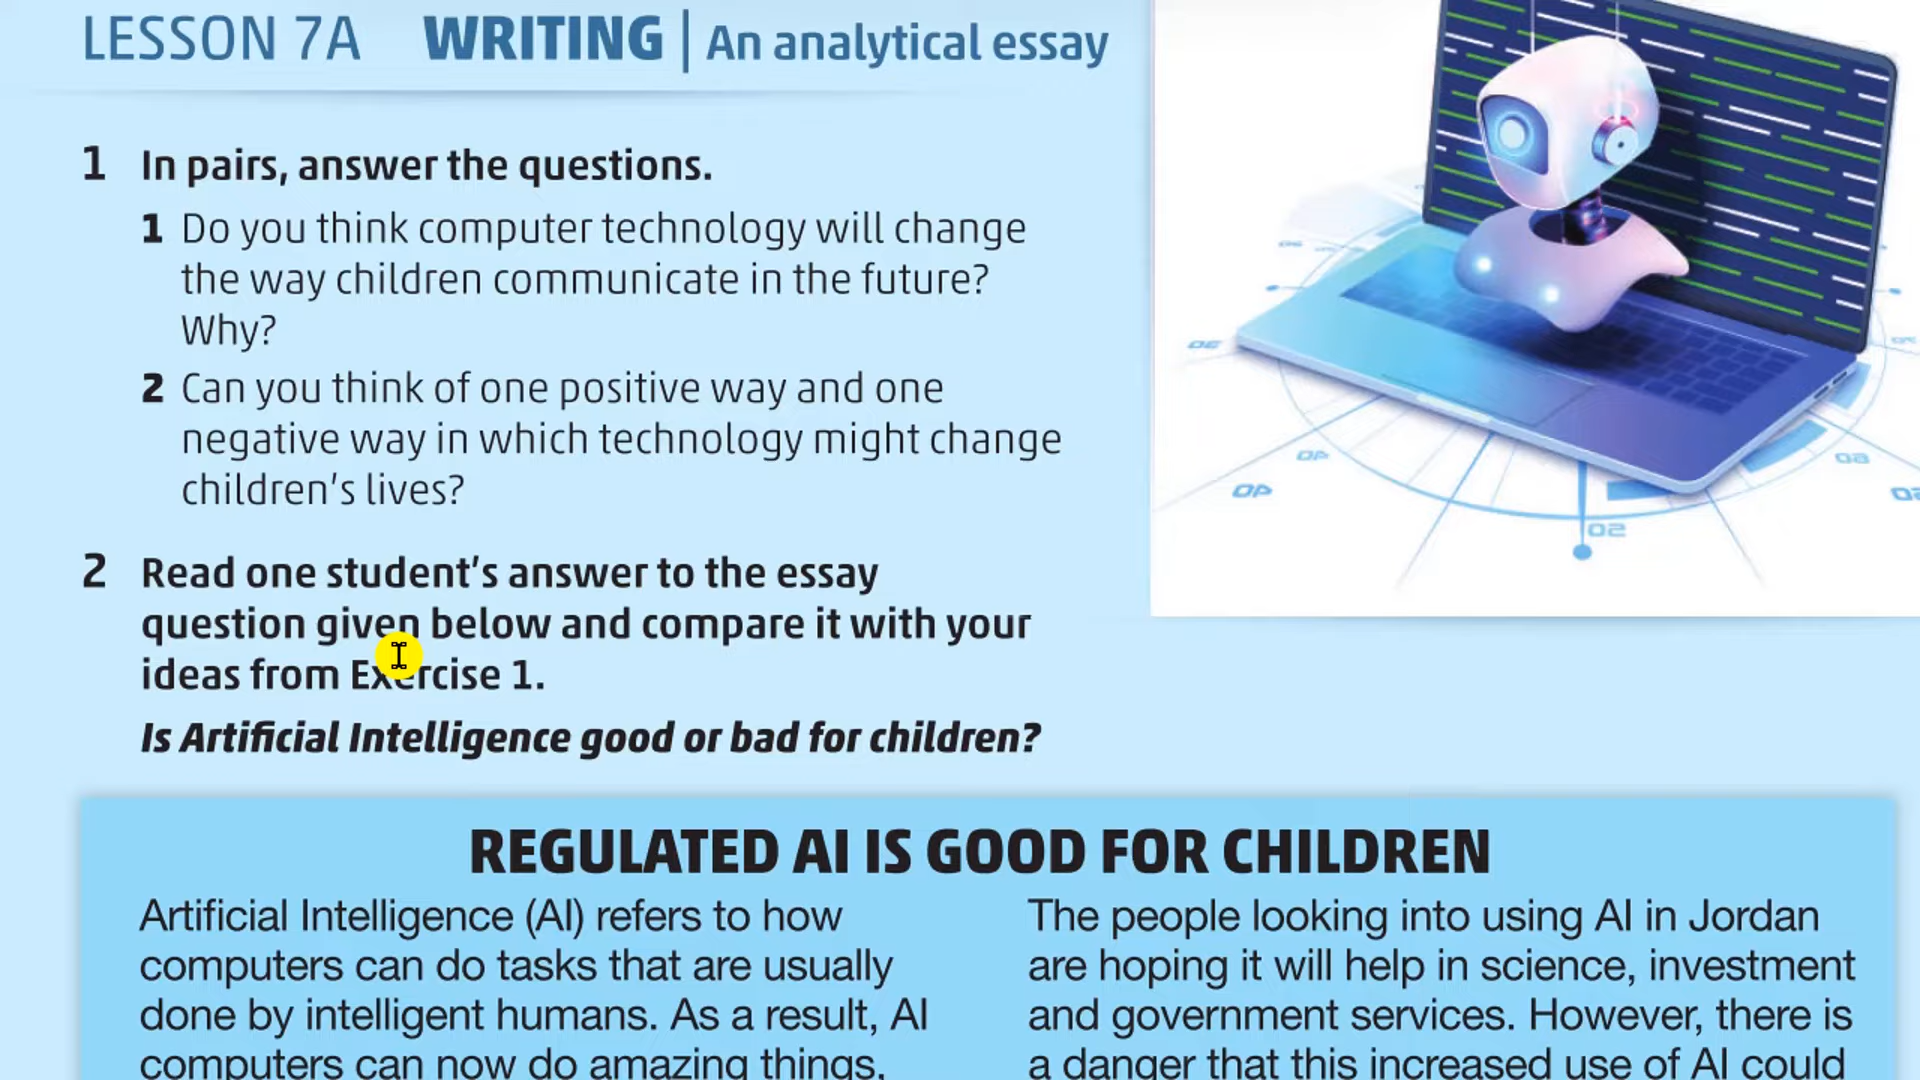 LESSON 7A WRITING | An analytical essay
1 In pairs, answer the questions.
1 Do you think computer technology will change
the way children communicate in the future?
Why?
2 Can you think of one positive way and one
negative way in which technology might change
children's lives?
2 Read one student's answer to the essay
question given below and compare it with your
ideas from Exercise 1.
Is Artificial Intelligence good or bad for children?
REGULATED AI IS GOOD FOR CHILDREN
Artificial Intelligence (AI) refers to how
computers can do tasks that are usually
done by intelligent humans. As a result, AI
computers can now do amazing things,
The people looking into using AI in Jordan
are hoping it will help in science, investment
and government services. However, there is
a danger that this increased use of AI could